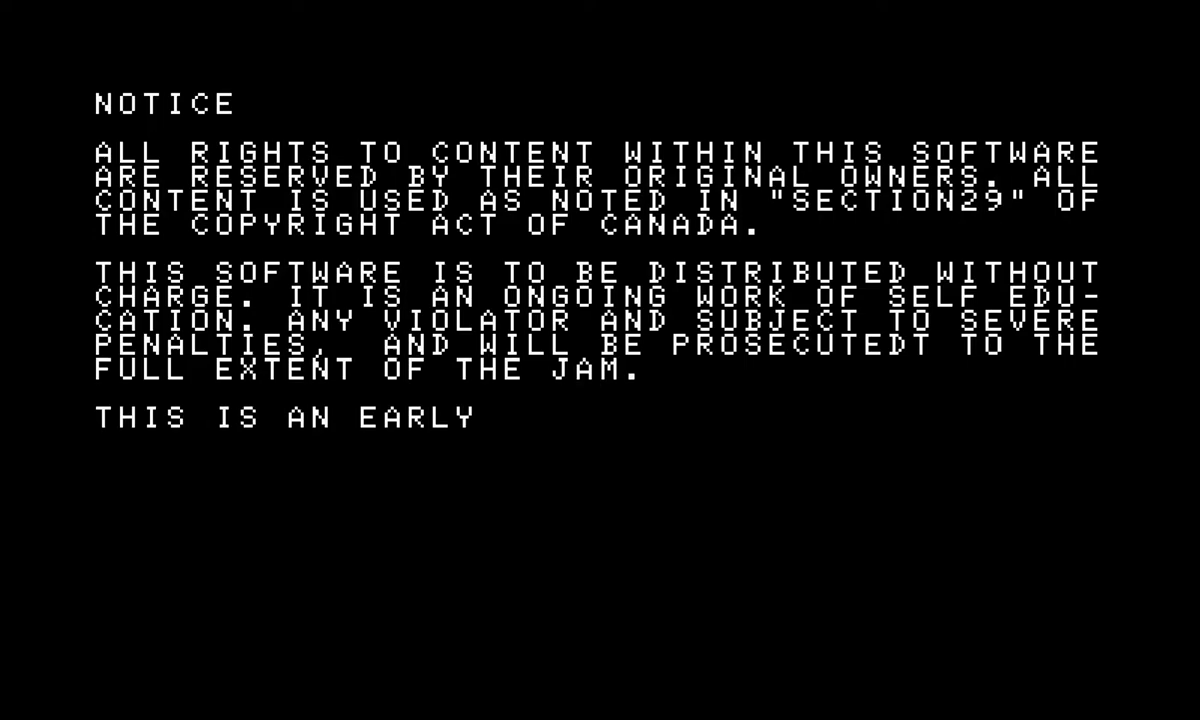 NOTICE
ALL RIGHTS TO CONTENT WITHIN THIS SOFTWARE
ARE RESERVED BY THEIR ORIGINAL OWNERS. ALL
CONTENT IS USED AS NOTED IN "SECTION29" OF
THE COPYRIGHT ACT OF CANADA.
THIS SOFTWARE IS TO BE DISTRIBUTED WITHOUT
CHARGE. IT IS AN ONGOING WORK OF SELF EDU-
CATION. ANY VIOLATOR AND SUBJECT TO SEVERE
PENALTIES, AND WILL BE PROSECUTEDT TO THE
FULL EXTENT OF THE JAM.
THIS IS AN EARLY